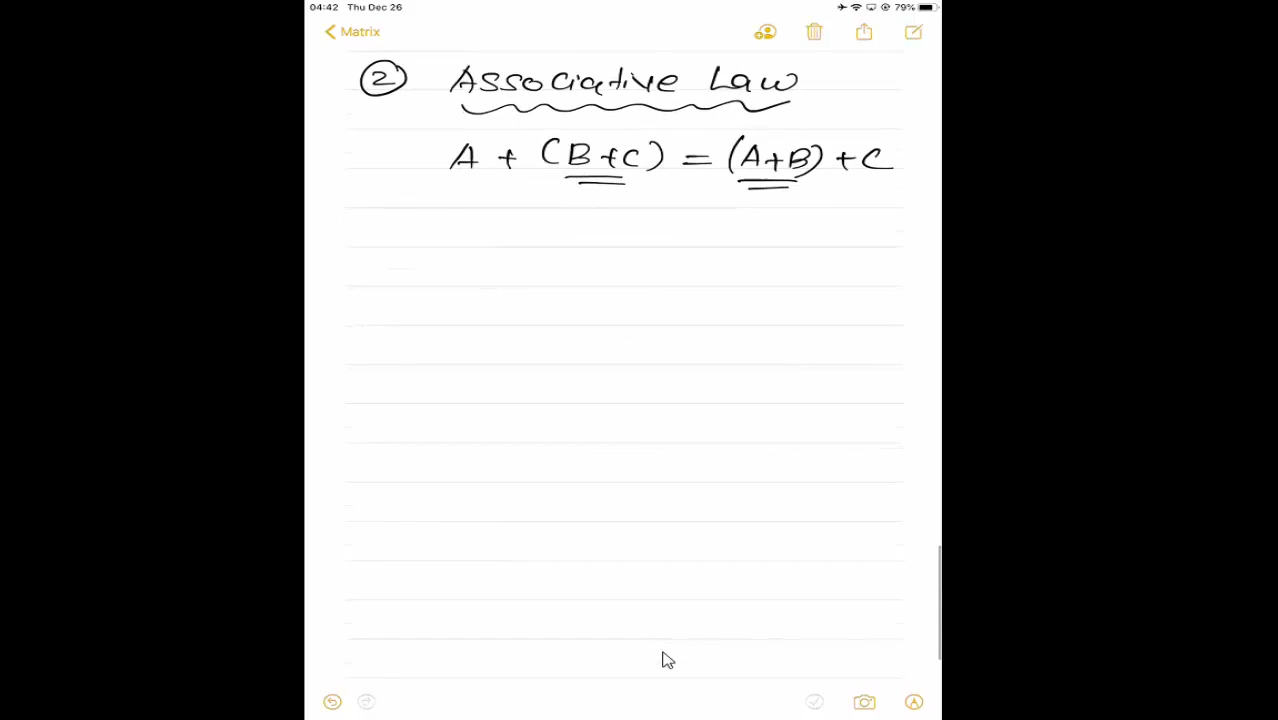 04:42 Thu Dec 26 79%
Matrix
② Associative Law
A + (B+C) = (A+B) + C